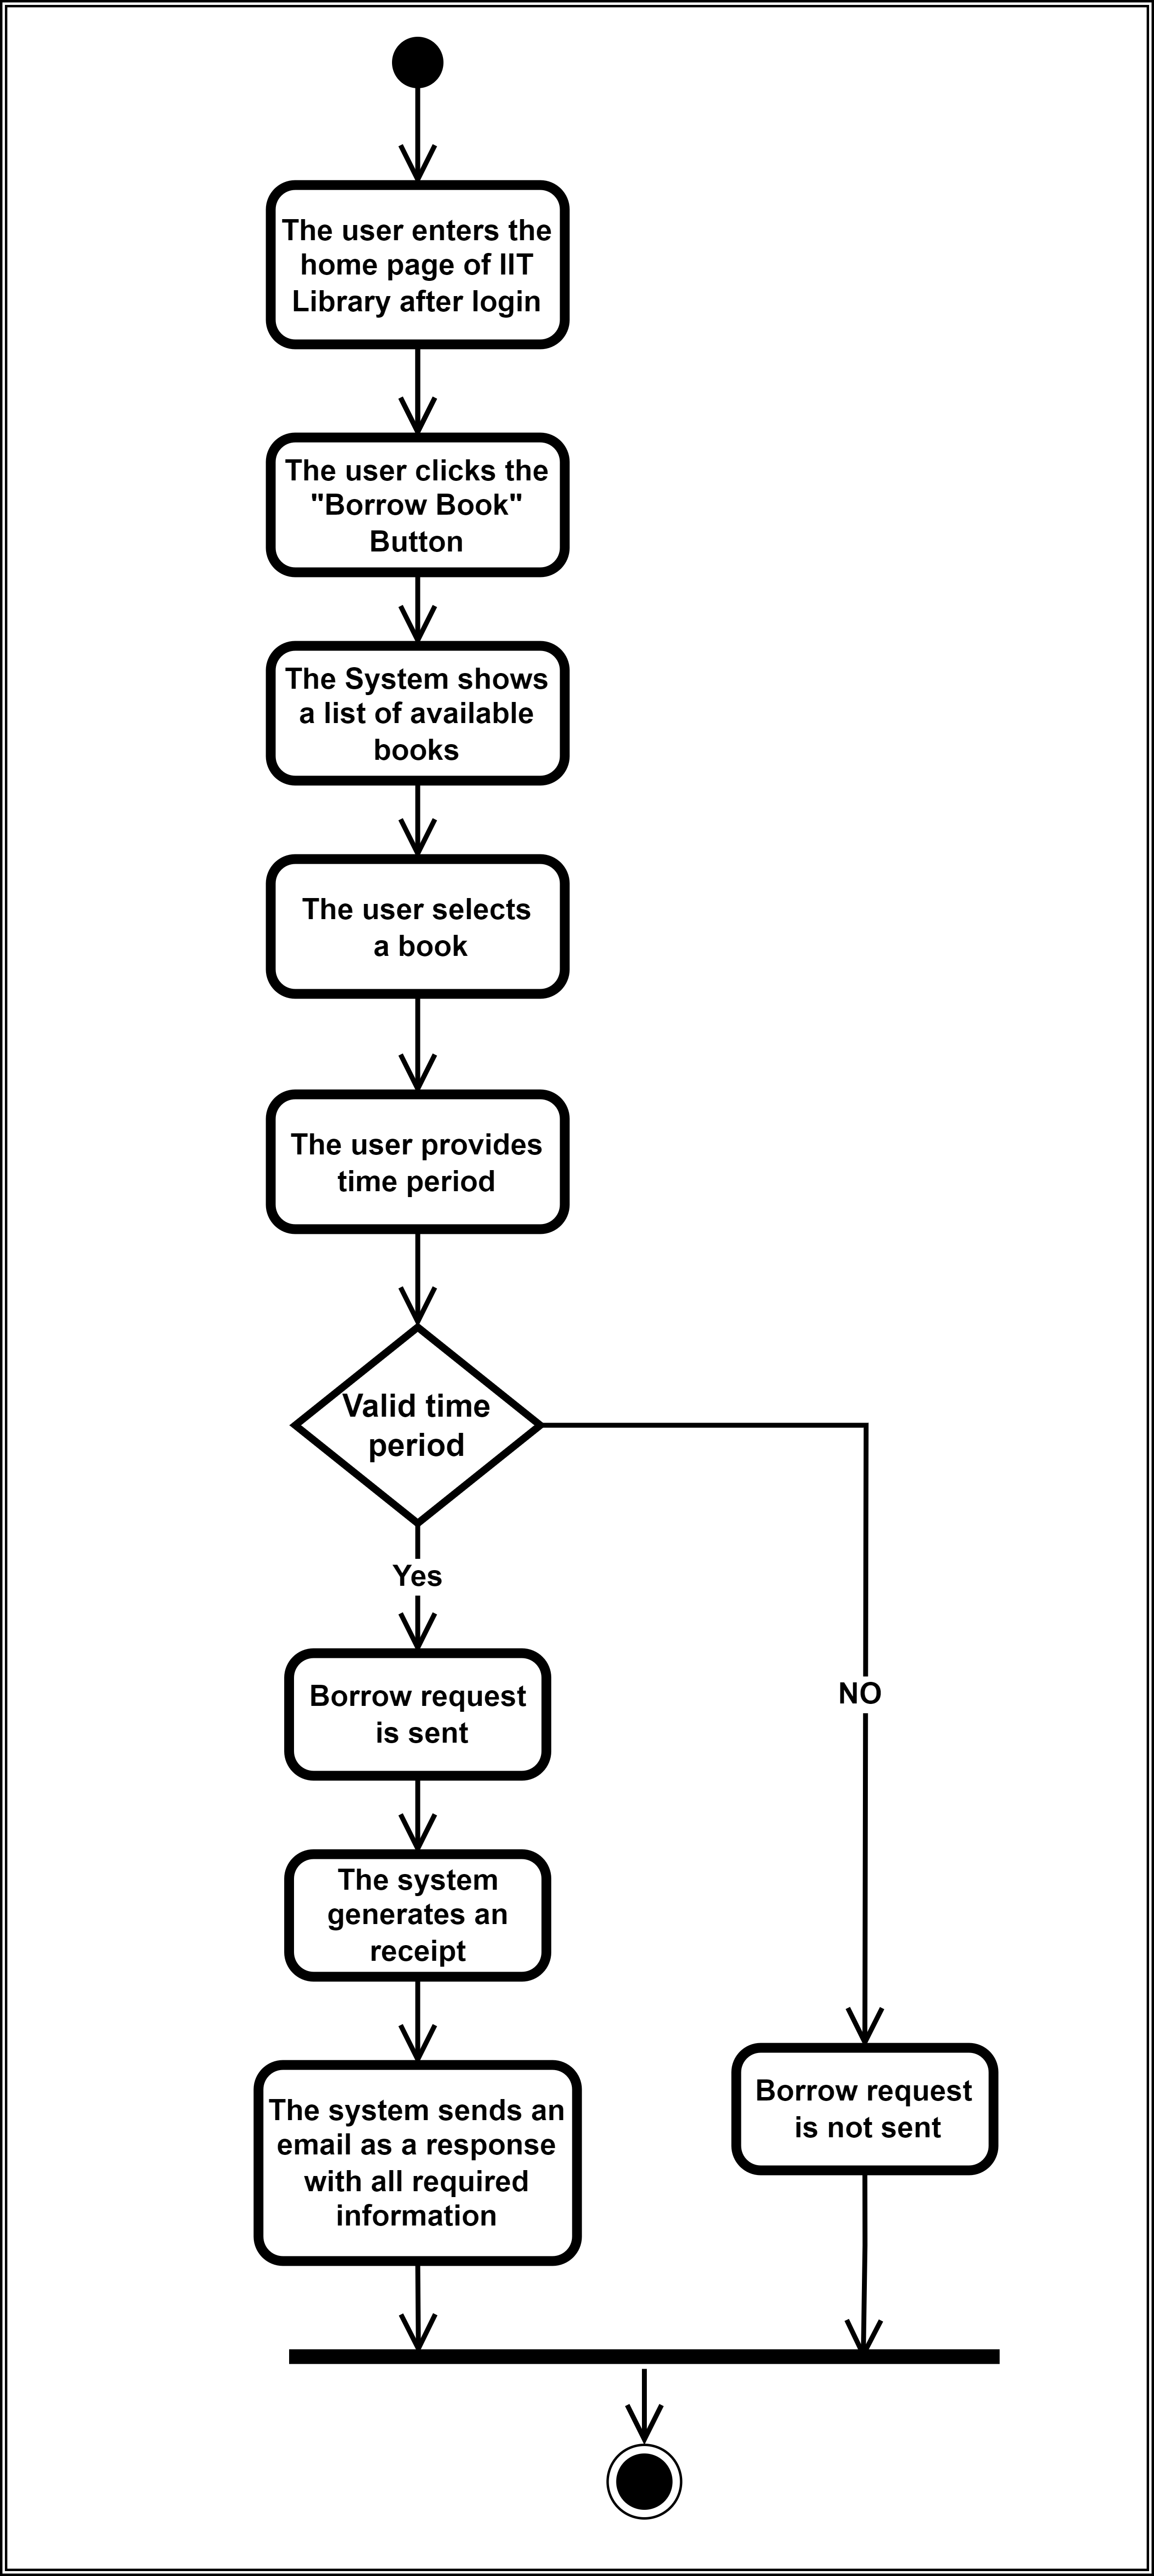 The user enters the
home page of IIT
Library after login
The user clicks the
"Borrow Book"
Button
The System shows
a list of available
books
The user selects
a book
The user provides
time period
Valid time
period
Yes
Borrow request
is sent
NO
The system
generates an
receipt
The system sends an
email as a response
with all required
information
Borrow request
is not sent